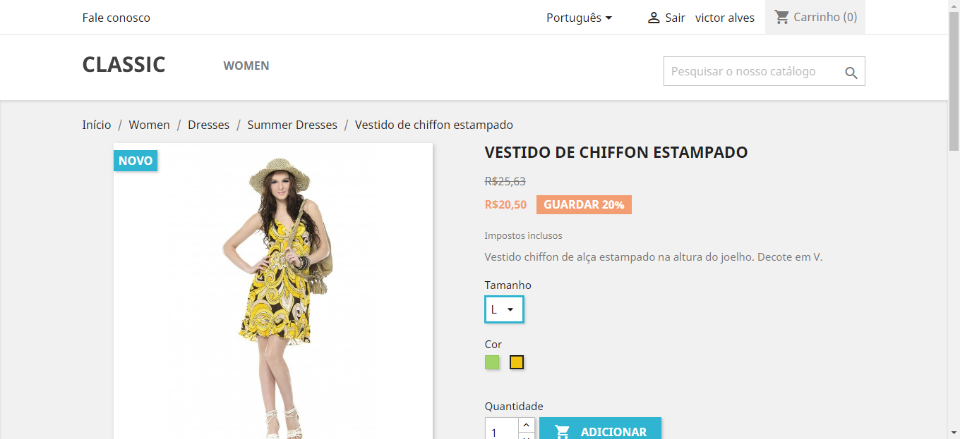 Fale conosco
Português
Sair victor alves
Carrinho (0)
CLASSIC
WOMEN
Pesquisar o nosso catálogo
Início / Women / Dresses / Summer Dresses / Vestido de chiffon estampado
NOVO
VESTIDO DE CHIFFON ESTAMPADO
R$25,63
R$20,50 GUARDAR 20%
Impostos inclusos
Vestido chiffon de alça estampado na altura do joelho. Decote em V.
Tamanho
L
Cor
Quantidade
1
ADICIONAR